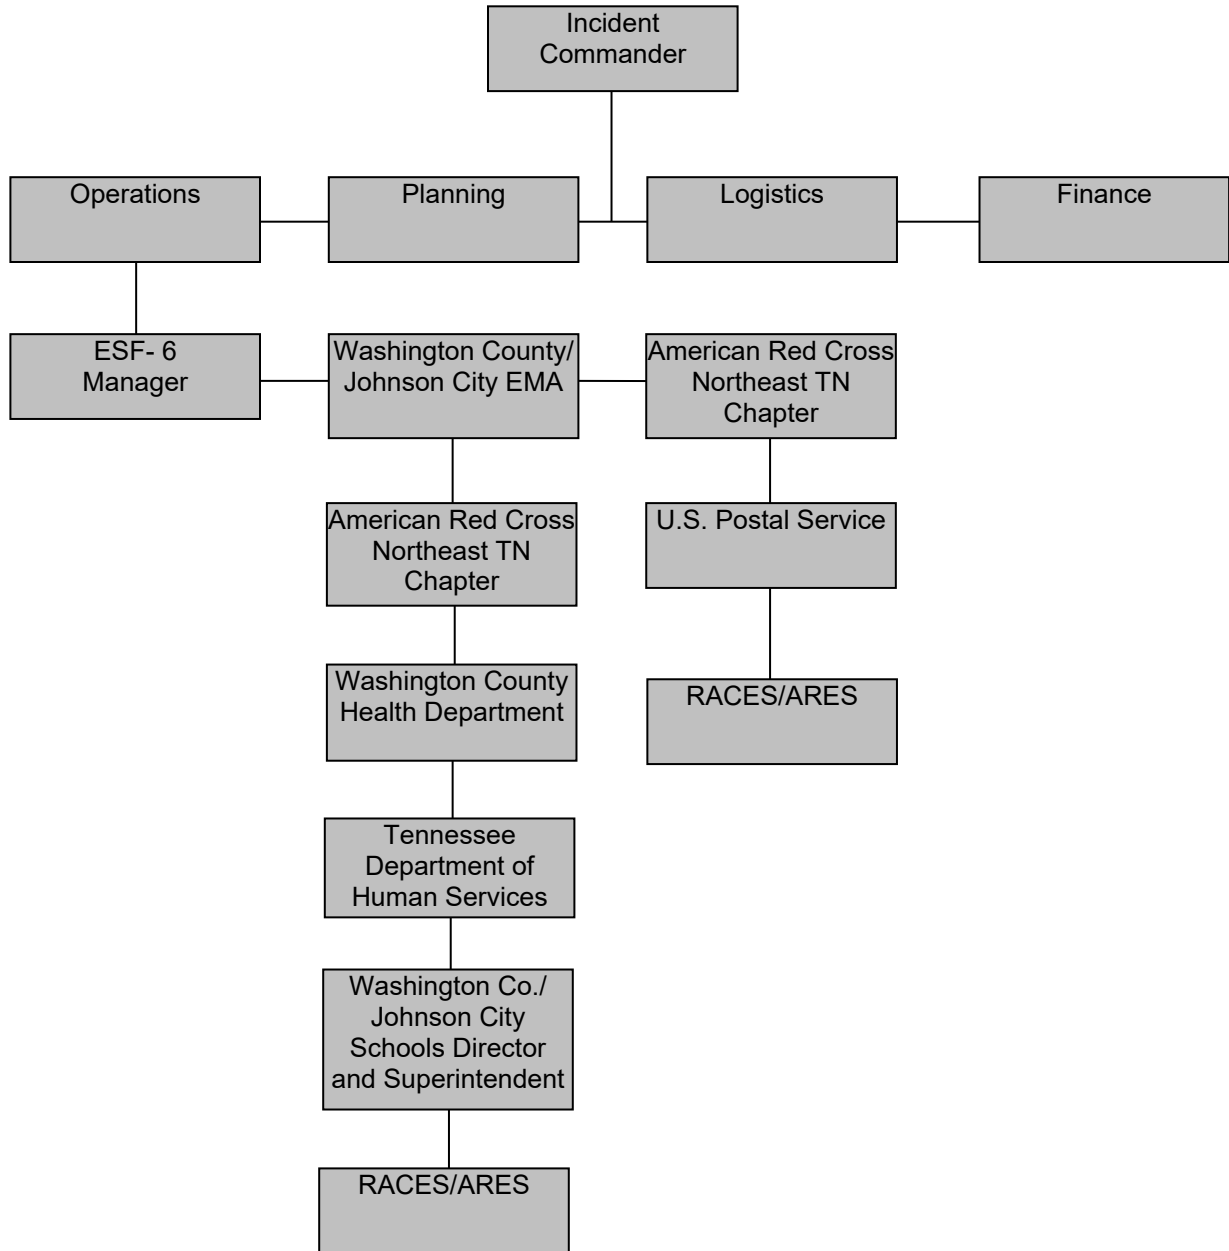 Incident
Commander
Operations
Planning
Logistics
Finance
ESF- 6
Manager
Washington County/
Johnson City EMA
American Red Cross
Northeast TN
Chapter
American Red Cross
Northeast TN
Chapter
U.S. Postal Service
Washington County
Health Department
RACES/ARES
Tennessee
Department of
Human Services
Washington Co./
Johnson City
Schools Director
and Superintendent
RACES/ARES